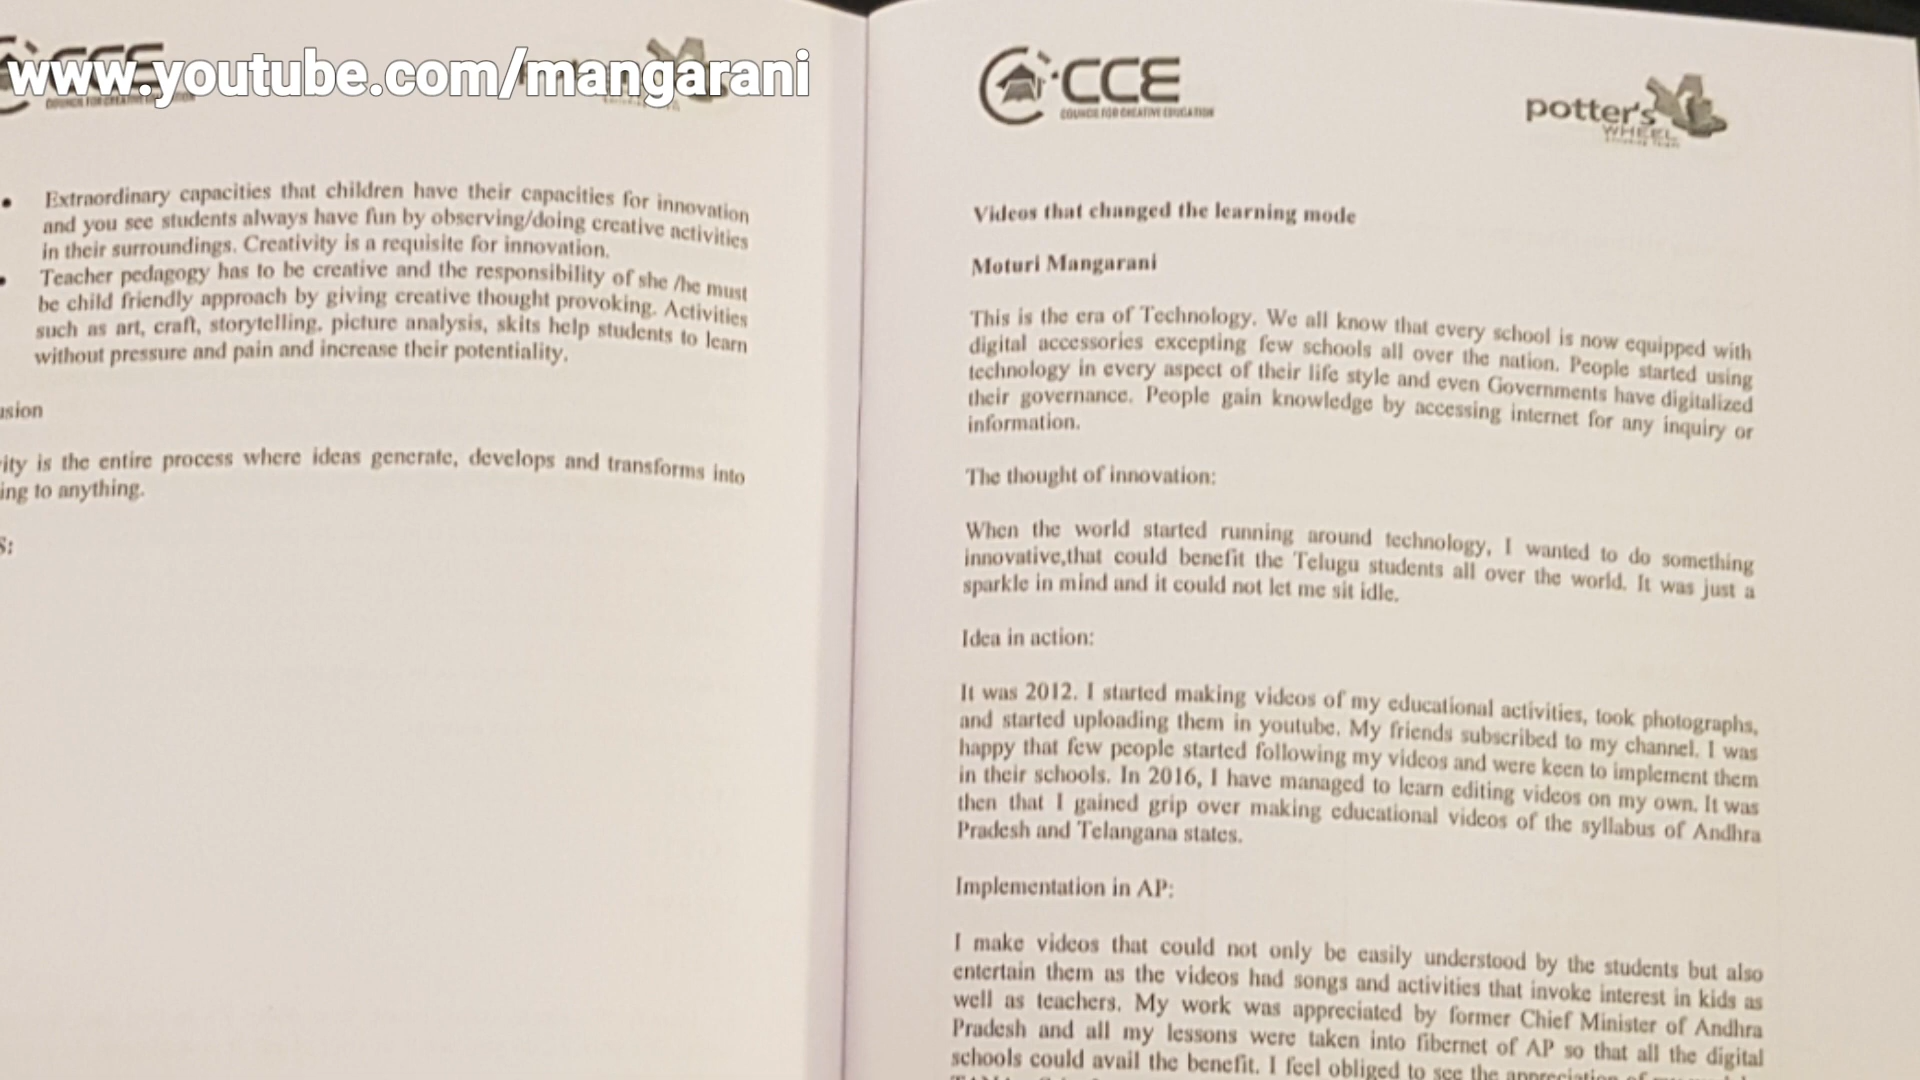 www.youtube.com/mangarani
CCE
• Extraordinary capacities that children have their capacities for innovation
and you see students always have fun by observing/doing creative activities
in their surroundings. Creativity is a requisite for innovation.
• Teacher pedagogy has to be creative and the responsibility of she /he must
be child friendly approach by giving creative thought provoking. Activities
such as art, craft, storytelling, picture analysis, skits help students to learn
without pressure and pain and increase their potentiality.
usion
ity is the entire process where ideas generate, develops and transforms into
ing to anything.
S:
CCE
COUNCIL FOR CREATIVE EDUCATION
potter's
WHEEL
Videos that changed the learning mode
Moturi Mangarani
This is the era of Technology. We all know that every school is now equipped with
digital accessories excepting few schools all over the nation. People started using
technology in every aspect of their life style and even Governments have digitalized
their governance. People gain knowledge by accessing internet for any inquiry or
information.
The thought of innovation:
When the world started running around technology, I wanted to do something
innovative,that could benefit the Telugu students all over the world. It was just a
sparkle in mind and it could not let me sit idle.
Idea in action:
It was 2012. I started making videos of my educational activities, took photographs,
and started uploading them in youtube. My friends subscribed to my channel. I was
happy that few people started following my videos and were keen to implement them
in their schools. In 2016, I have managed to learn editing videos on my own. It was
then that I gained grip over making educational videos of the syllabus of Andhra
Pradesh and Telangana states.
Implementation in AP:
I make videos that could not only be easily understood by the students but also
entertain them as the videos had songs and activities that invoke interest in kids as
well as teachers. My work was appreciated by former Chief Minister of Andhra
Pradesh and all my lessons were taken into fibernet of AP so that all the digital
schools could avail the benefit. I feel obliged to see the appreciation of my